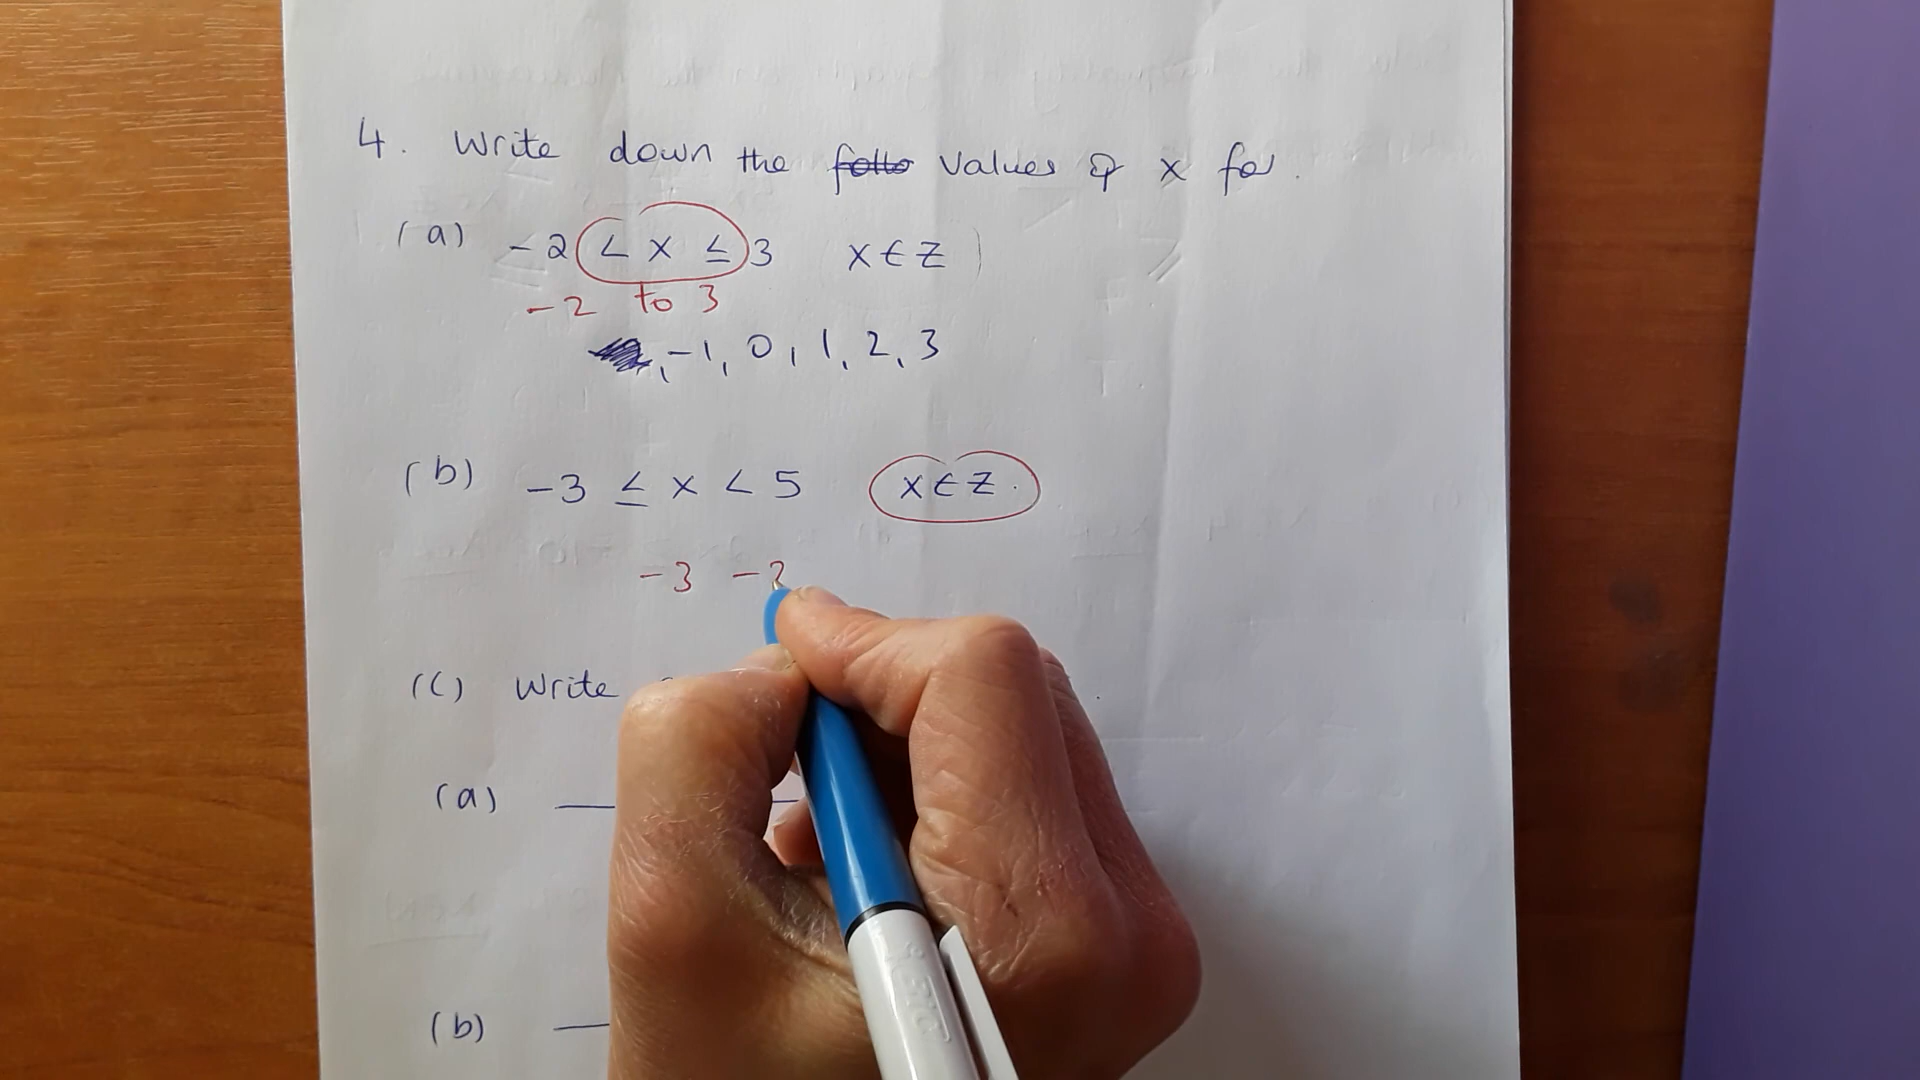 4. Write down the values of x for.
(a) -2 < x ≤ 3 x ∈ Z
-2 to 3
, -1, 0, 1, 2, 3
(b) -3 ≤ x < 5 x ∈ Z.
-3 -2
(c) Write
(a)
(b)
BIC